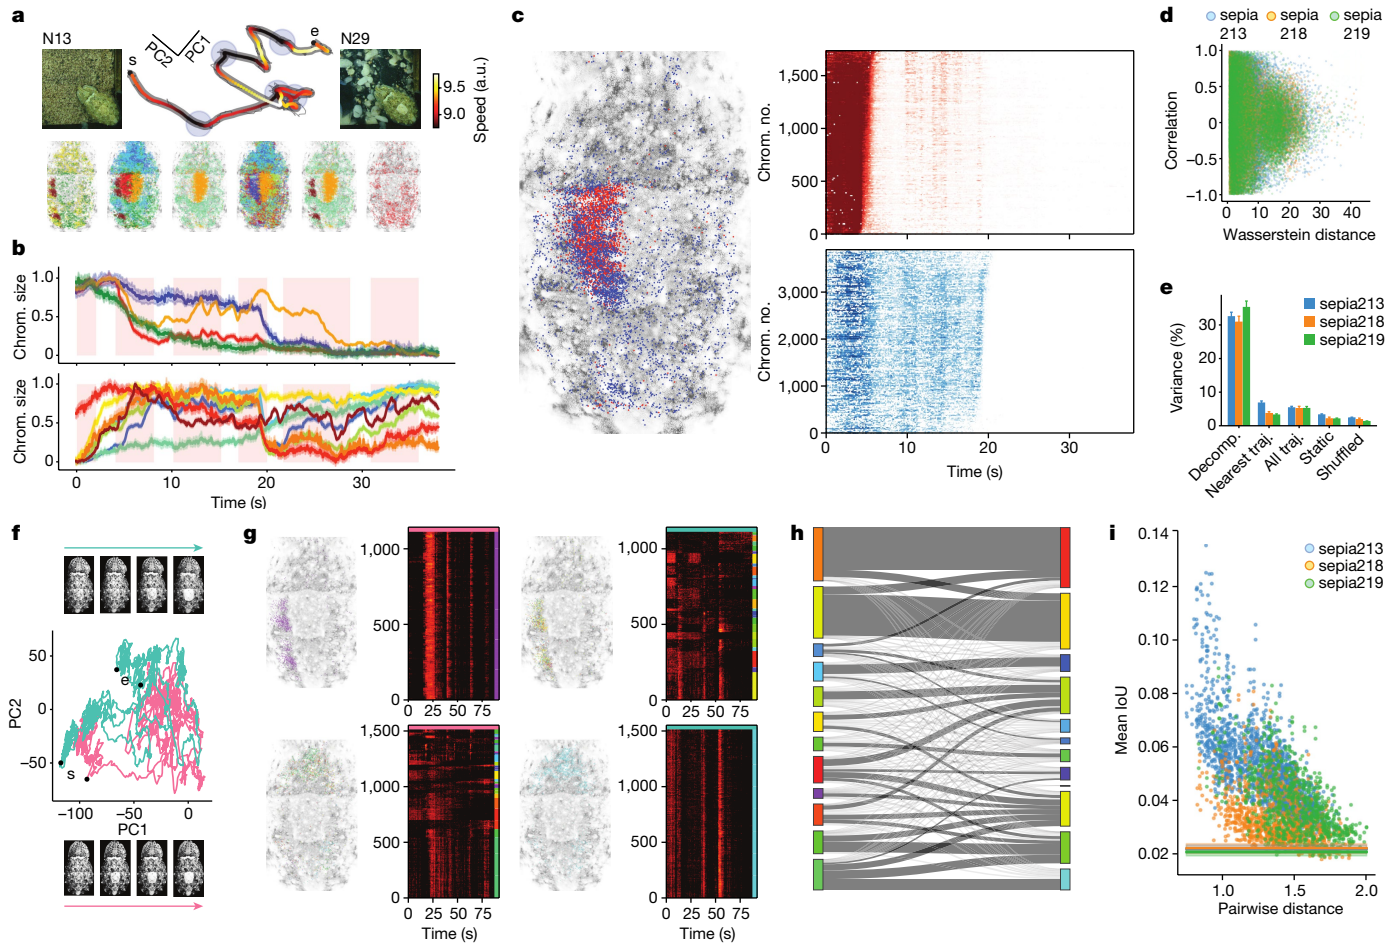 a
N13
s
PC2
PC1
e
N29
9.5
9.0
Speed (a.u.)
b
Chrom. size
1.0
0.5
0
Chrom. size
1.0
0.5
0
0
10
20
30
Time (s)
c
Chrom. no.
1,500
1,000
500
0
Chrom. no.
3,000
2,000
1,000
0
0
10
20
30
Time (s)
d
sepia 213
sepia 218
sepia 219
Correlation
1.0
0.5
0
−0.5
−1.0
0
10
20
30
40
Wasserstein distance
e
sepia213
sepia218
sepia219
Variance (%)
30
20
10
0
Decomp.
Nearest traj.
All traj.
Static
Shuffled
f
PC2
50
0
−50
e
s
−100
−50
0
PC1
g
1,000
500
0
0
25
50
75
1,000
500
0
0
25
50
75
1,500
1,000
500
0
0
25
50
75
Time (s)
1,500
1,000
500
0
0
25
50
75
Time (s)
h
i
sepia213
sepia218
sepia219
Mean IoU
0.14
0.12
0.10
0.08
0.06
0.04
0.02
1.0
1.5
2.0
Pairwise distance